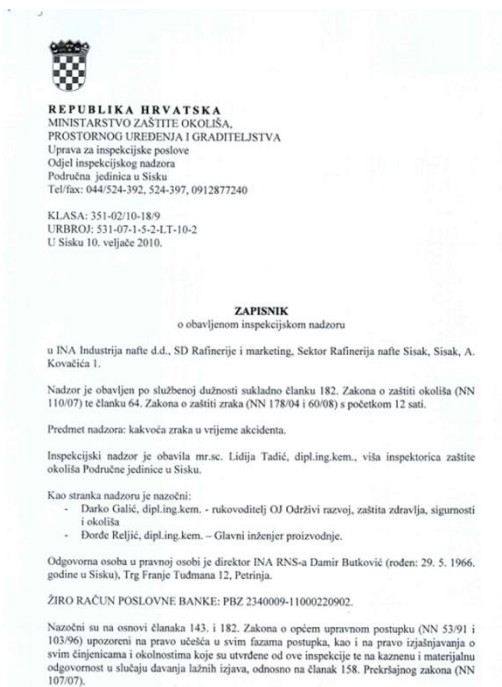 REPUBLIKA HRVATSKA
MINISTARSTVO ZAŠTITE OKOLIŠA,
PROSTORNOG UREĐENJA I GRADITELJSTVA
Uprava za inspekcijske poslove
Odjel inspekcijskog nadzora
Područna jedinica u Sisku
Tel/fax: 044/524-392, 524-397, 0912877240
KLASA: 351-02/10-18/9
URBROJ: 531-07-1-5-2-LT-10-2
U Sisku 10. veljače 2010.
ZAPISNIK
o obavljenom inspekcijskom nadzoru
u INA Industrija nafte d.d., SD Rafinerije i marketing, Sektor Rafinerija nafte Sisak, Sisak, A.
Kovačića 1.
Nadzor je obavljen po službenoj dužnosti sukladno članku 182. Zakona o zaštiti okoliša (NN
110/07) te članku 64. Zakona o zaštiti zraka (NN 178/04 i 60/08) s početkom 12 sati.
Predmet nadzora: kakvoća zraka u vrijeme akcidenta.
Inspekcijski nadzor je obavila mr.sc. Lidija Tadić, dipl.ing.kem., viša inspektorica zaštite
okoliša Područne jedinice u Sisku.
Kao stranka nadzoru je nazočni:
- Darko Galić, dipl.ing.kem. - rukovoditelj OJ Održivi razvoj, zaštita zdravlja, sigurnosti
i okoliša
- Đorđe Reljić, dipl.ing.kem. – Glavni inženjer proizvodnje.
Odgovorna osoba u pravnoj osobi je direktor INA RNS-a Damir Butković (rođen: 29. 5. 1966.
godine u Sisku), Trg Franje Tuđmana 12, Petrinja.
ŽIRO RAČUN POSLOVNE BANKE: PBZ 2340009-11000220902.
Nazočni su na osnovi članaka 143. i 182. Zakona o općem upravnom postupku (NN 53/91 i
103/96) upozoreni na pravo učešća u svim fazama postupka, kao i na pravo izjašnjavanja o
svim činjenicama i okolnostima koje su utvrđene od ove inspekcije te na kaznenu i materijalnu
odgovornost u slučaju davanja lažnih izjava, odnosno na članak 158. Prekršajnog zakona (NN
107/07).